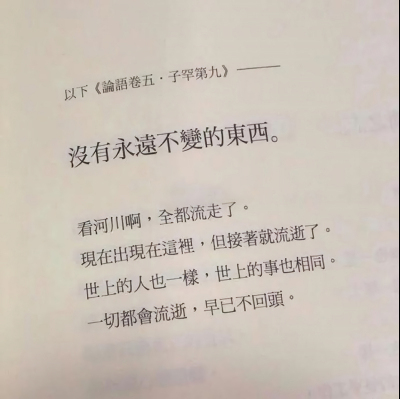 以下《論語卷五・子罕第九》———
沒有永遠不變的東西。
看河川啊，全都流走了。
現在出現在這裡，但接著就流逝了。
世上的人也一樣，世上的事也相同。
一切都會流逝，早已不回頭。